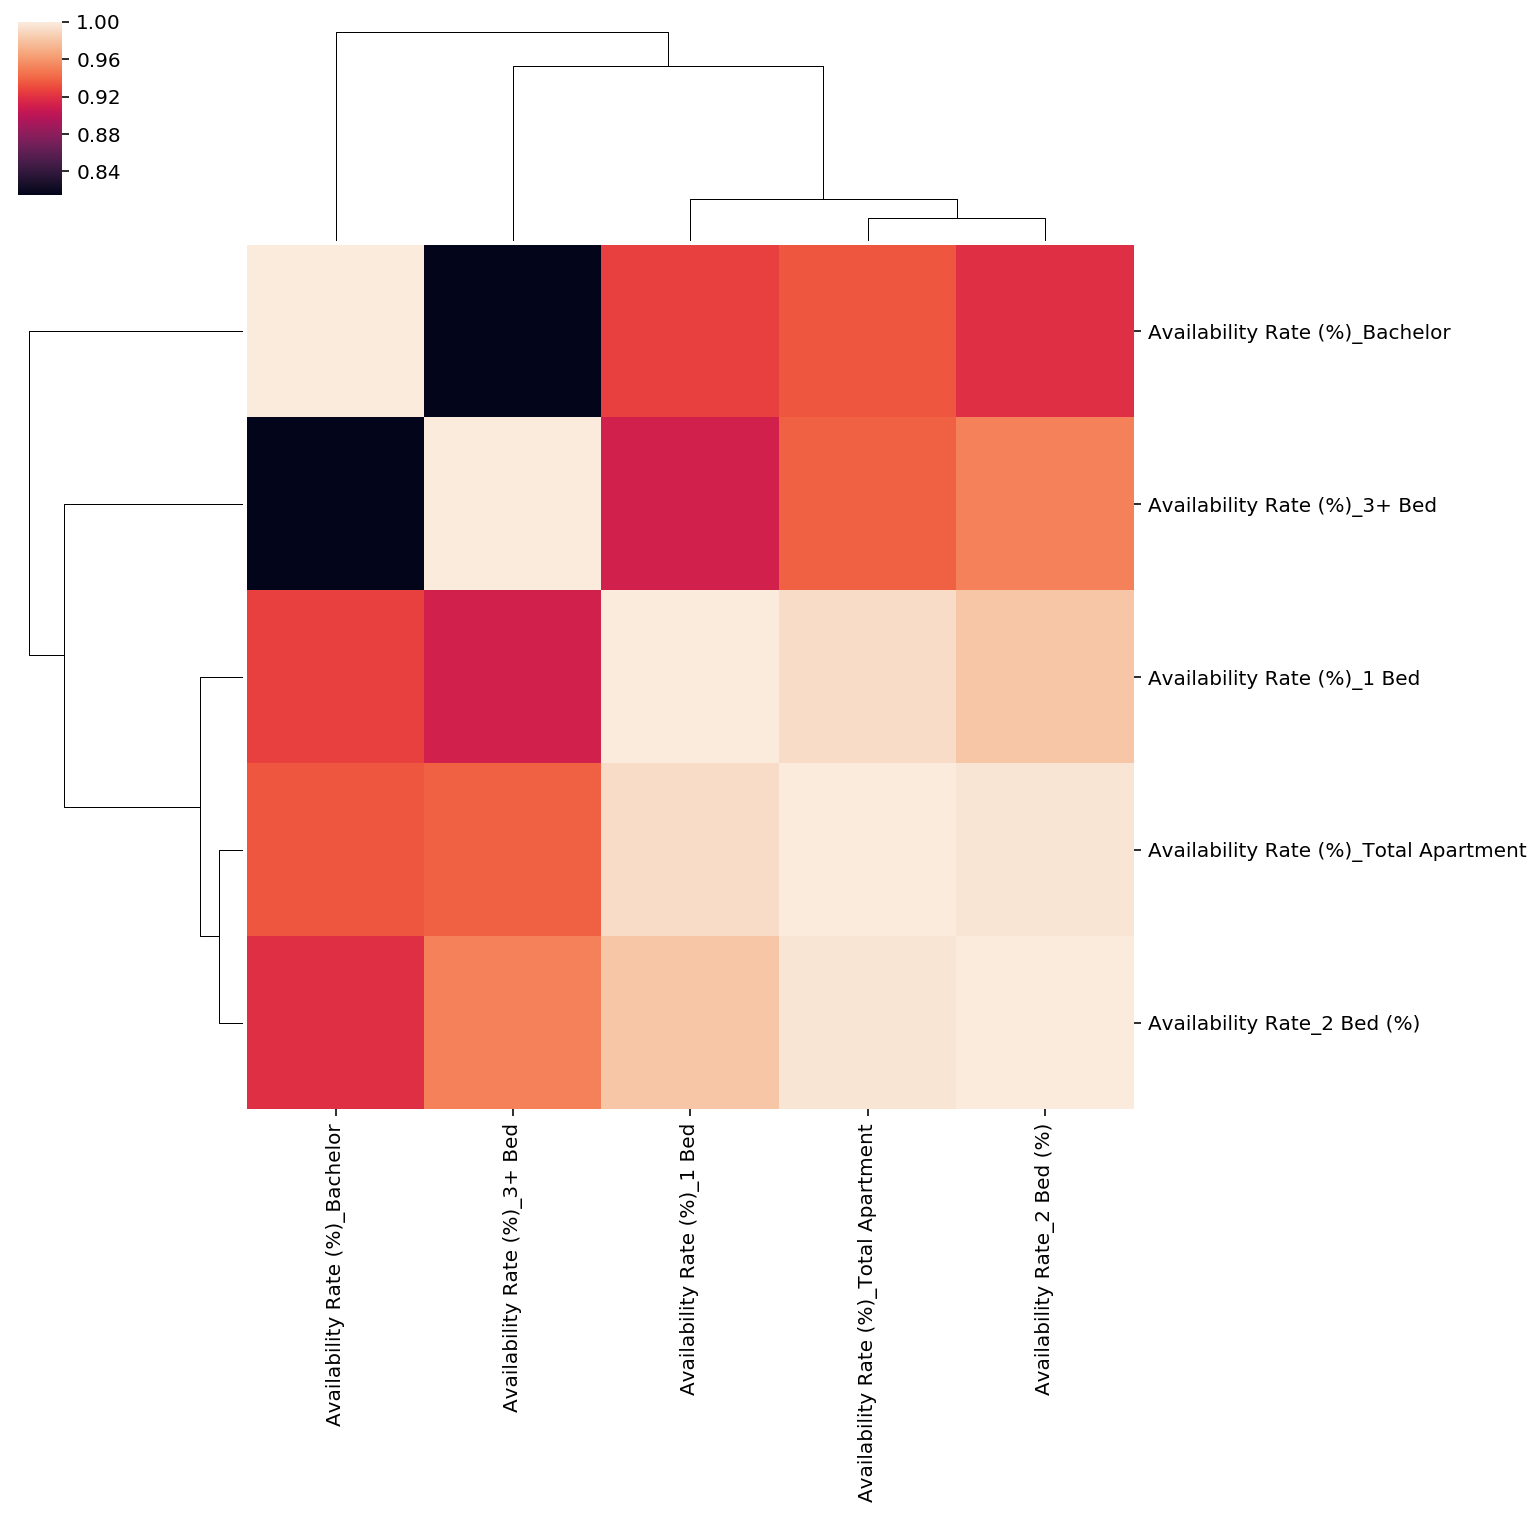 1.00
0.96
0.92
0.88
0.84
Availability Rate (%)_Bachelor
Availability Rate (%)_3+ Bed
Availability Rate (%)_1 Bed
Availability Rate (%)_Total Apartment
Availability Rate_2 Bed (%)
Availability Rate (%)_Bachelor
Availability Rate (%)_3+ Bed
Availability Rate (%)_1 Bed
Availability Rate (%)_Total Apartment
Availability Rate_2 Bed (%)